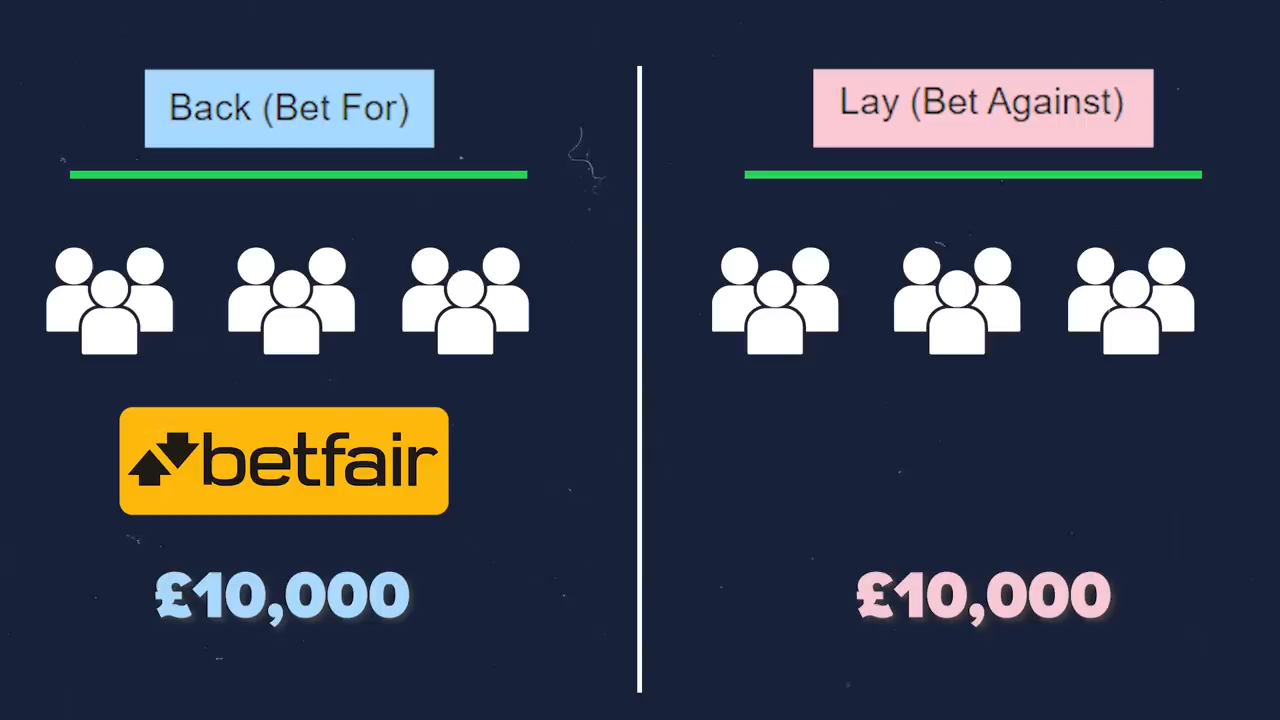 Back (Bet For)
Lay (Bet Against)
betfair
£10,000
£10,000